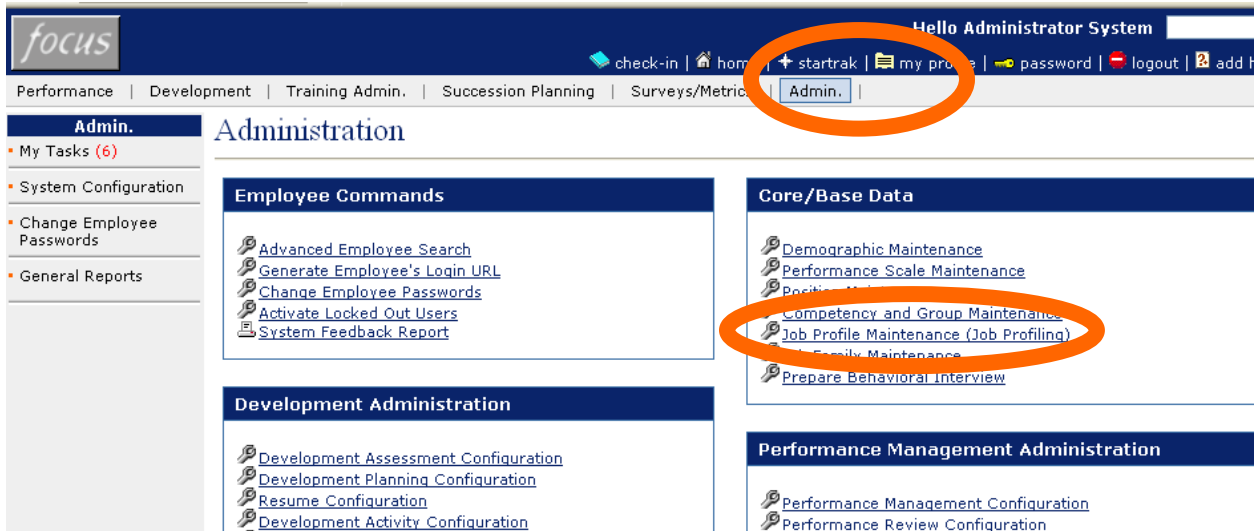 focus
Hello Administrator System
check-in | home | startrak | my profile | password | logout | add
Performance | Development | Training Admin. | Succession Planning | Surveys/Metrics | Admin. |
Admin.
My Tasks (6)
System Configuration
Change Employee
Passwords
General Reports
Administration
Employee Commands
Advanced Employee Search
Generate Employee's Login URL
Change Employee Passwords
Activate Locked Out Users
System Feedback Report
Core/Base Data
Demographic Maintenance
Performance Scale Maintenance
Position
Competency and Group Maintenance
Job Profile Maintenance (Job Profiling)
Family Maintenance
Prepare Behavioral Interview
Development Administration
Development Assessment Configuration
Development Planning Configuration
Resume Configuration
Development Activity Configuration
Performance Management Administration
Performance Management Configuration
Performance Review Configuration